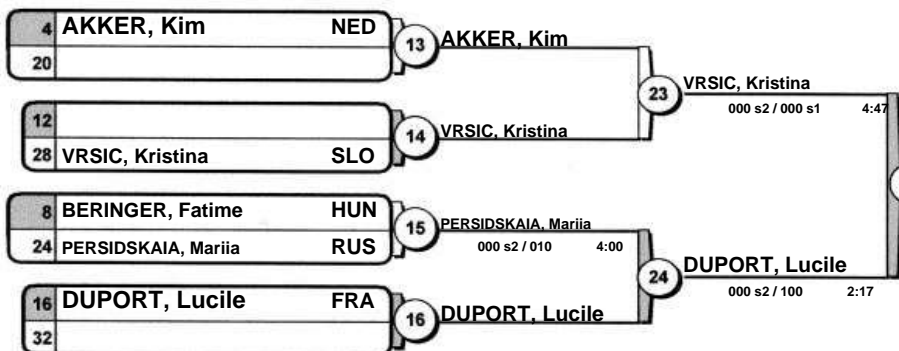 4 AKKER, Kim NED
20
13 AKKER, Kim
12
28 VRSIC, Kristina SLO
14 VRSIC, Kristina
23 VRSIC, Kristina
000 s2 / 000 s1 4:47
8 BERINGER, Fatime HUN
24 PERSIDSKAIA, Mariia RUS
15 PERSIDSKAIA, Mariia
000 s2 / 010 4:00
16 DUPORT, Lucile FRA
32
16 DUPORT, Lucile
24 DUPORT, Lucile
000 s2 / 100 2:17